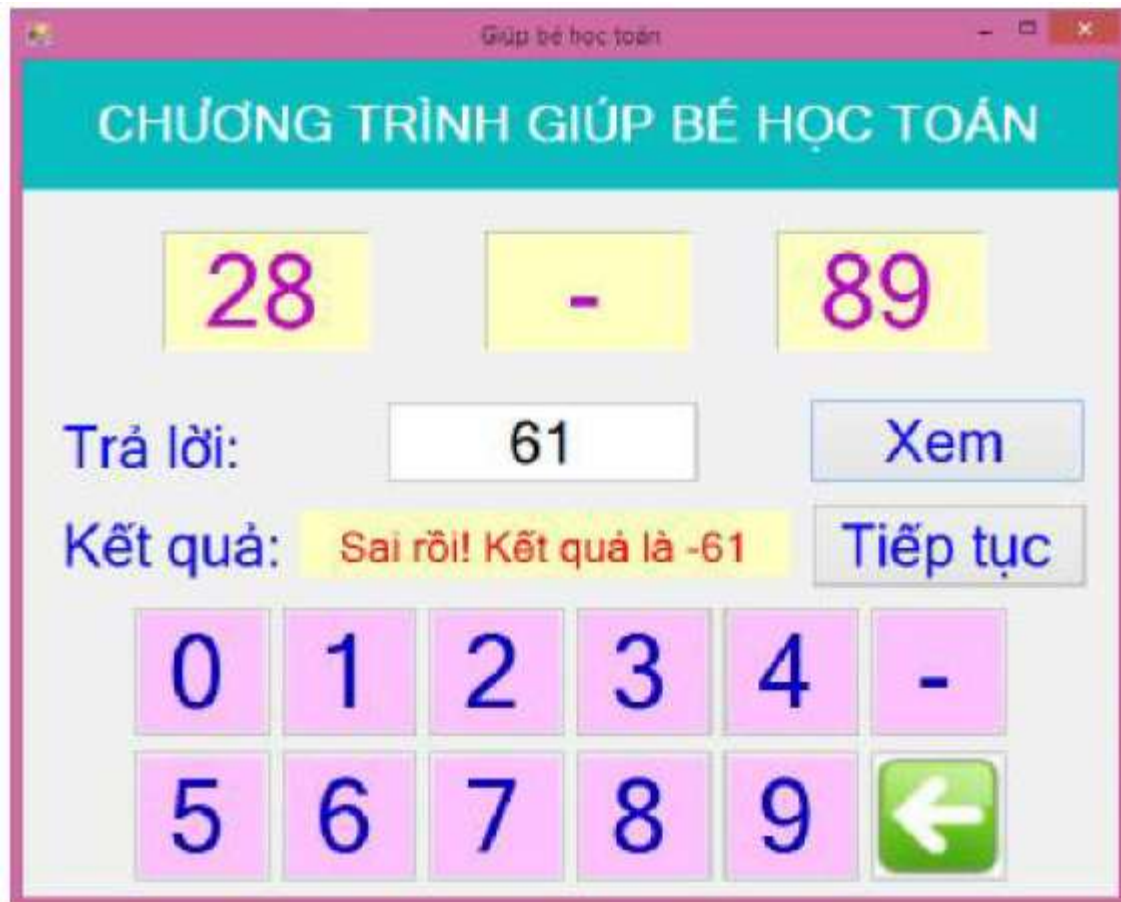 Giúp bé học toán
CHƯƠNG TRÌNH GIÚP BÉ HỌC TOÁN
28 - 89
Trả lời: 61 Xem
Kết quả: Sai rồi! Kết quả là -61 Tiếp tục
0 1 2 3 4 -
5 6 7 8 9